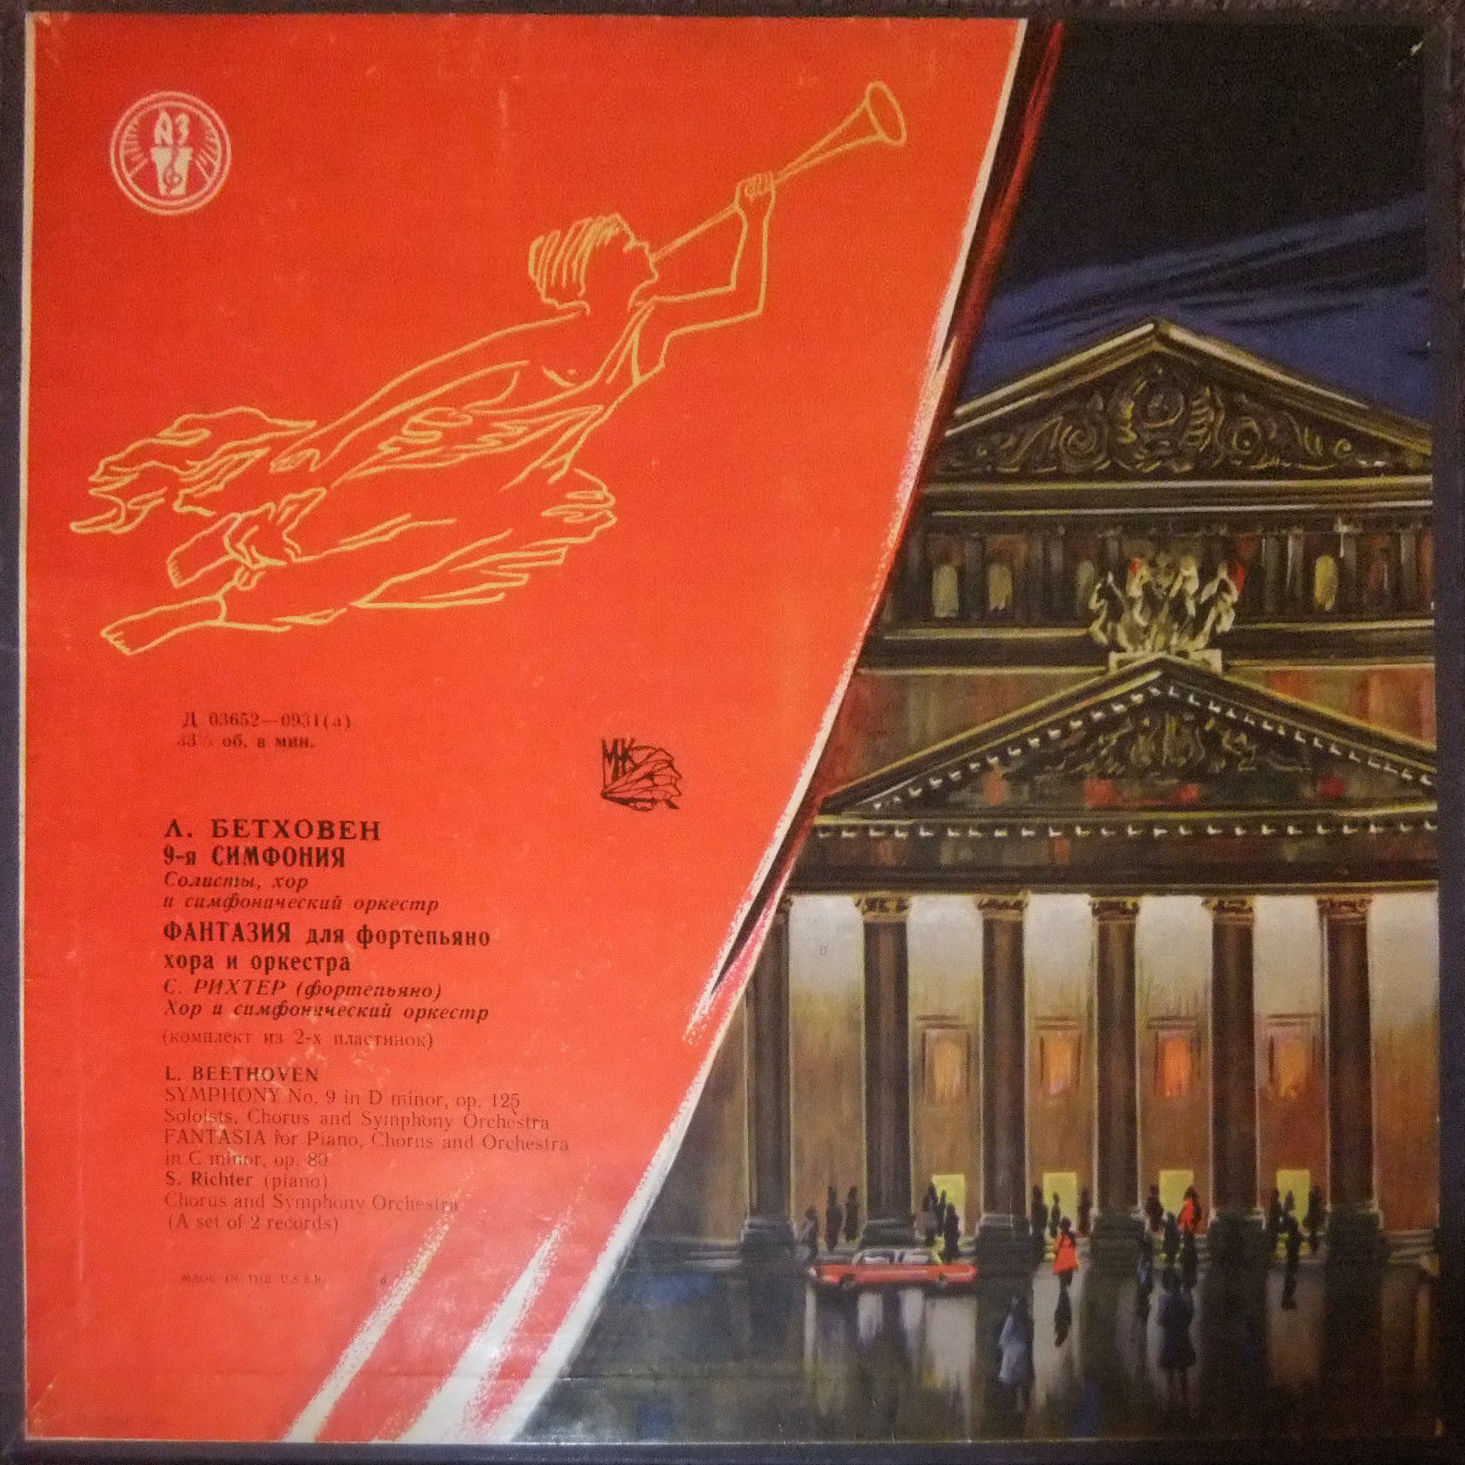 АЗ
Д 03652—0931(а)
33⅓ об. в мин.
МК
Л. БЕТХОВЕН
9-я СИМФОНИЯ
Солисты, хор
и симфонический оркестр
ФАНТАЗИЯ для фортепьяно
хора и оркестра
С. РИХТЕР (фортепьяно)
Хор и симфонический оркестр
(комплект из 2-х пластинок)
L. BEETHOVEN
SYMPHONY No. 9 in D minor, op. 125
Soloists, Chorus and Symphony Orchestra
FANTASIA for Piano, Chorus and Orchestra
in C minor, op. 80
S. Richter (piano)
Chorus and Symphony Orchestra
(A set of 2 records)
MADE IN THE U.S.S.R. 6